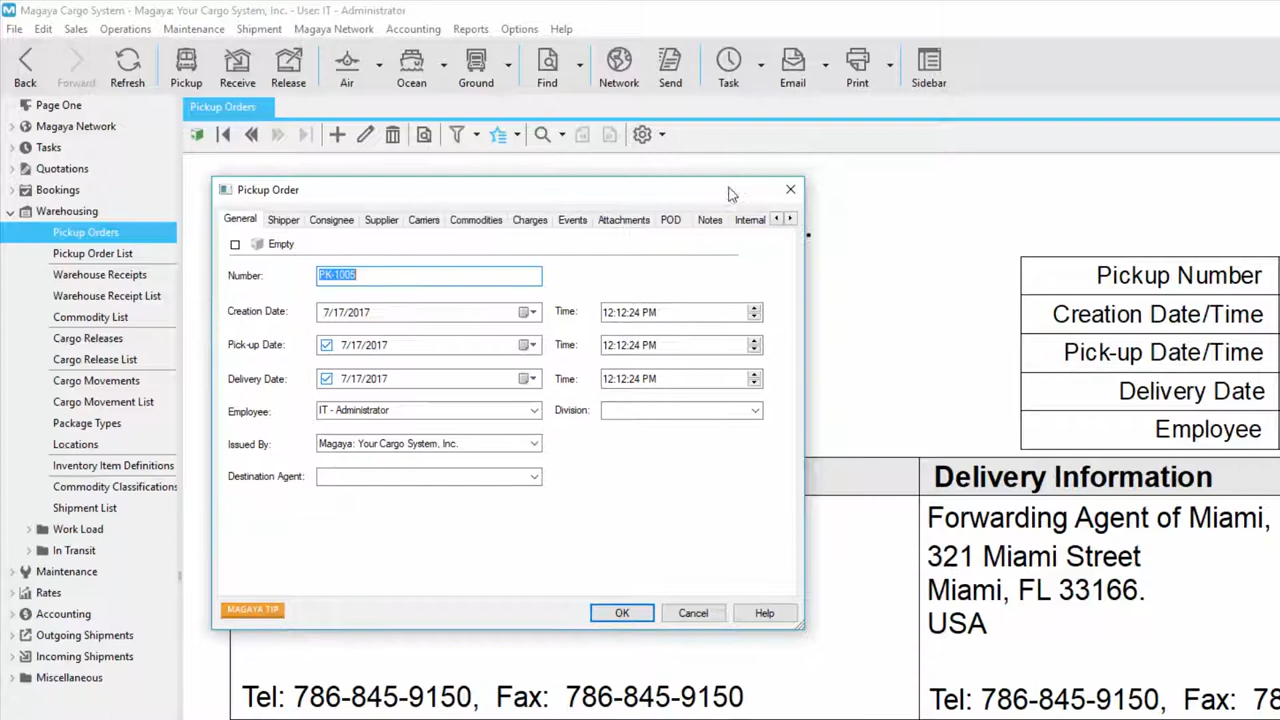 Magaya Cargo System - Magaya: Your Cargo System, Inc. - User: IT - Administrator
File Edit Sales Operations Maintenance Shipment Magaya Network Accounting Reports Options Help
Back Forward Refresh Pickup Receive Release Air Ocean Ground Find Network Send Task Email Print Sidebar
Page One
Magaya Network
Tasks
Quotations
Bookings
Warehousing
Pickup Orders
Pickup Order List
Warehouse Receipts
Warehouse Receipt List
Commodity List
Cargo Releases
Cargo Release List
Cargo Movements
Cargo Movement List
Package Types
Locations
Inventory Item Definitions
Commodity Classifications
Shipment List
Work Load
In Transit
Maintenance
Rates
Accounting
Outgoing Shipments
Incoming Shipments
Miscellaneous
Pickup Orders
Pickup Order
General Shipper Consignee Supplier Carriers Commodities Charges Events Attachments POD Notes Internal
Empty
Number: PK-1005
Creation Date: 7/17/2017 Time: 12:12:24 PM
Pick-up Date: 7/17/2017 Time: 12:12:24 PM
Delivery Date: 7/17/2017 Time: 12:12:24 PM
Employee: IT - Administrator Division:
Issued By: Magaya: Your Cargo System, Inc.
Destination Agent:
MAGAYA TIP OK Cancel Help
Pickup Number
Creation Date/Time
Pick-up Date/Time
Delivery Date
Employee
Delivery Information
Forwarding Agent of Miami,
321 Miami Street
Miami, FL 33166.
USA
Tel: 786-845-9150, Fax: 786-845-9150
Tel: 786-845-9150, Fax: 78